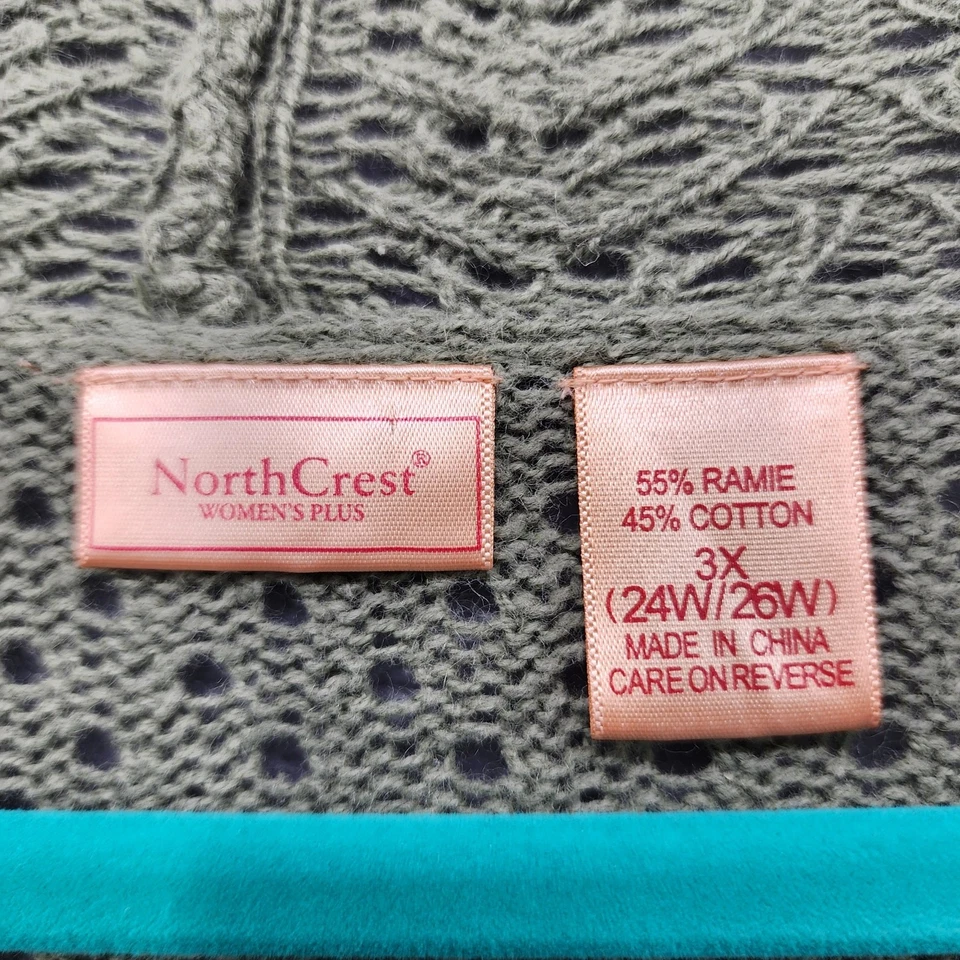 NorthCrest®
WOMEN'S PLUS
55% RAMIE
45% COTTON
3X
(24W/26W)
MADE IN CHINA
CARE ON REVERSE